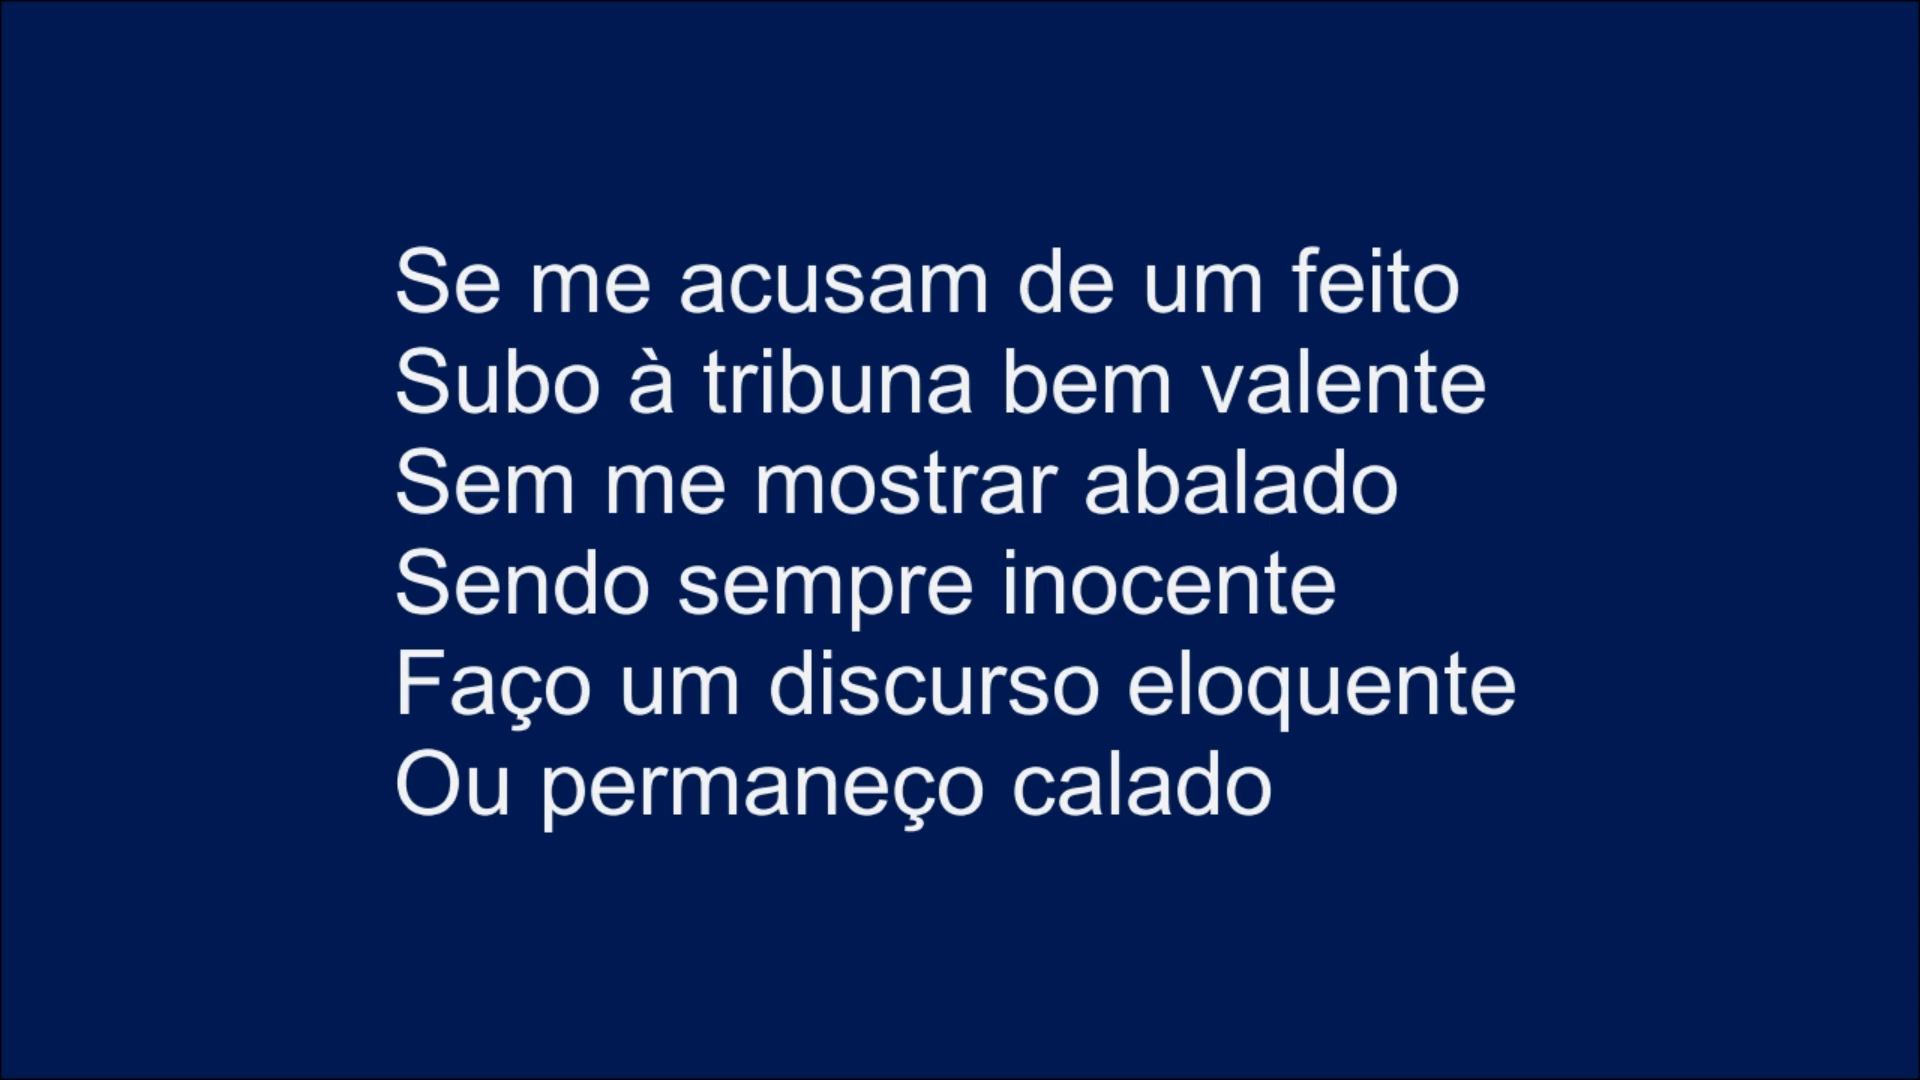 Se me acusam de um feito
Subo à tribuna bem valente
Sem me mostrar abalado
Sendo sempre inocente
Faço um discurso eloquente
Ou permaneço calado